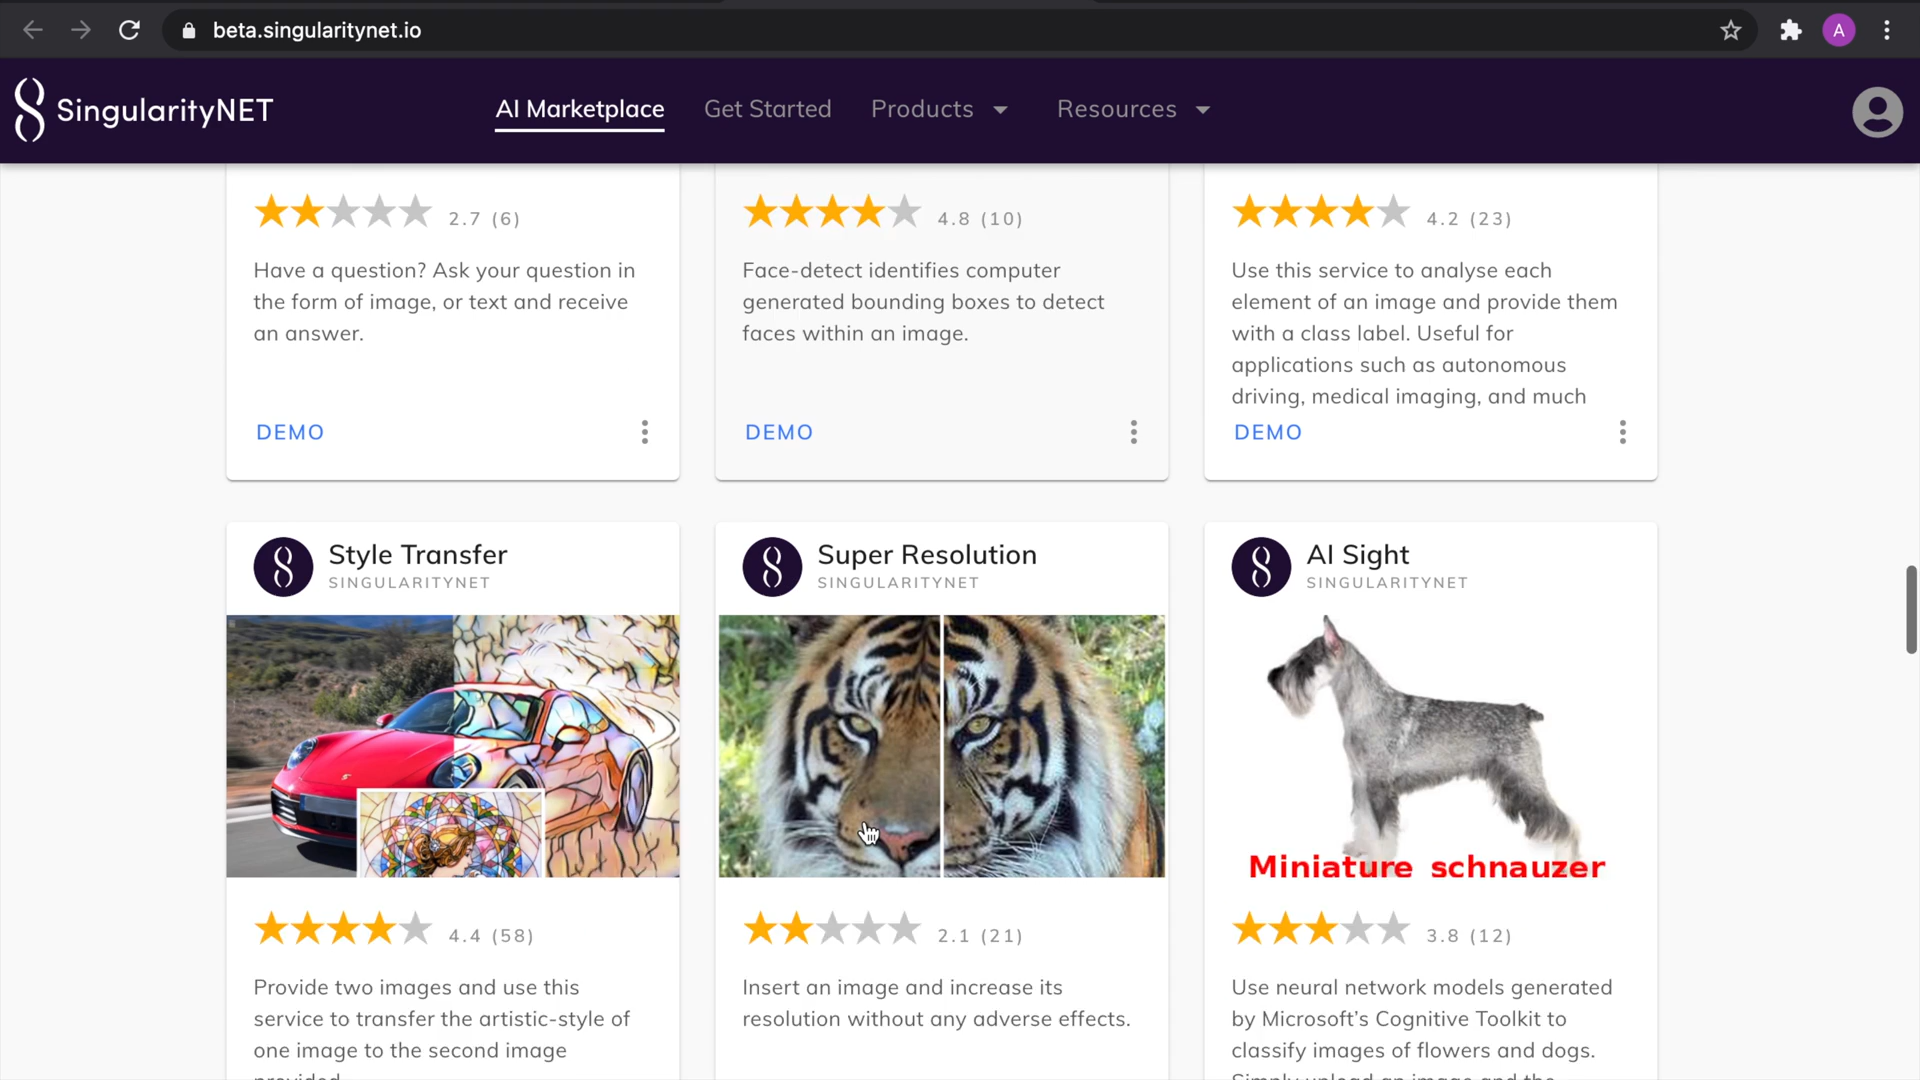 beta.singularitynet.io
A
SingularityNET
AI Marketplace
Get Started
Products
Resources
2.7 (6)
Have a question? Ask your question in
the form of image, or text and receive
an answer.
DEMO
4.8 (10)
Face-detect identifies computer
generated bounding boxes to detect
faces within an image.
DEMO
4.2 (23)
Use this service to analyse each
element of an image and provide them
with a class label. Useful for
applications such as autonomous
driving, medical imaging, and much
DEMO
Style Transfer
SINGULARITYNET
4.4 (58)
Provide two images and use this
service to transfer the artistic-style of
one image to the second image
Super Resolution
SINGULARITYNET
2.1 (21)
Insert an image and increase its
resolution without any adverse effects.
AI Sight
SINGULARITYNET
Miniature schnauzer
3.8 (12)
Use neural network models generated
by Microsoft’s Cognitive Toolkit to
classify images of flowers and dogs.